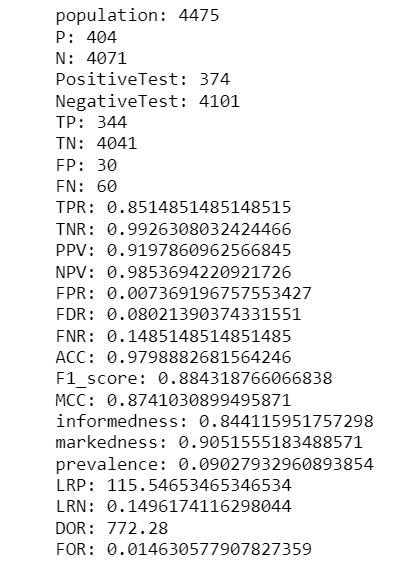 population: 4475
P: 404
N: 4071
PositiveTest: 374
NegativeTest: 4101
TP: 344
TN: 4041
FP: 30
FN: 60
TPR: 0.8514851485148515
TNR: 0.9926308032424466
PPV: 0.9197860962566845
NPV: 0.9853694220921726
FPR: 0.007369196757553427
FDR: 0.08021390374331551
FNR: 0.1485148514851485
ACC: 0.9798882681564246
F1_score: 0.884318766066838
MCC: 0.8741030899495871
informedness: 0.844115951757298
markedness: 0.9051555183488571
prevalence: 0.09027932960893854
LRP: 115.54653465346534
LRN: 0.1496174116298044
DOR: 772.28
FOR: 0.014630577907827359